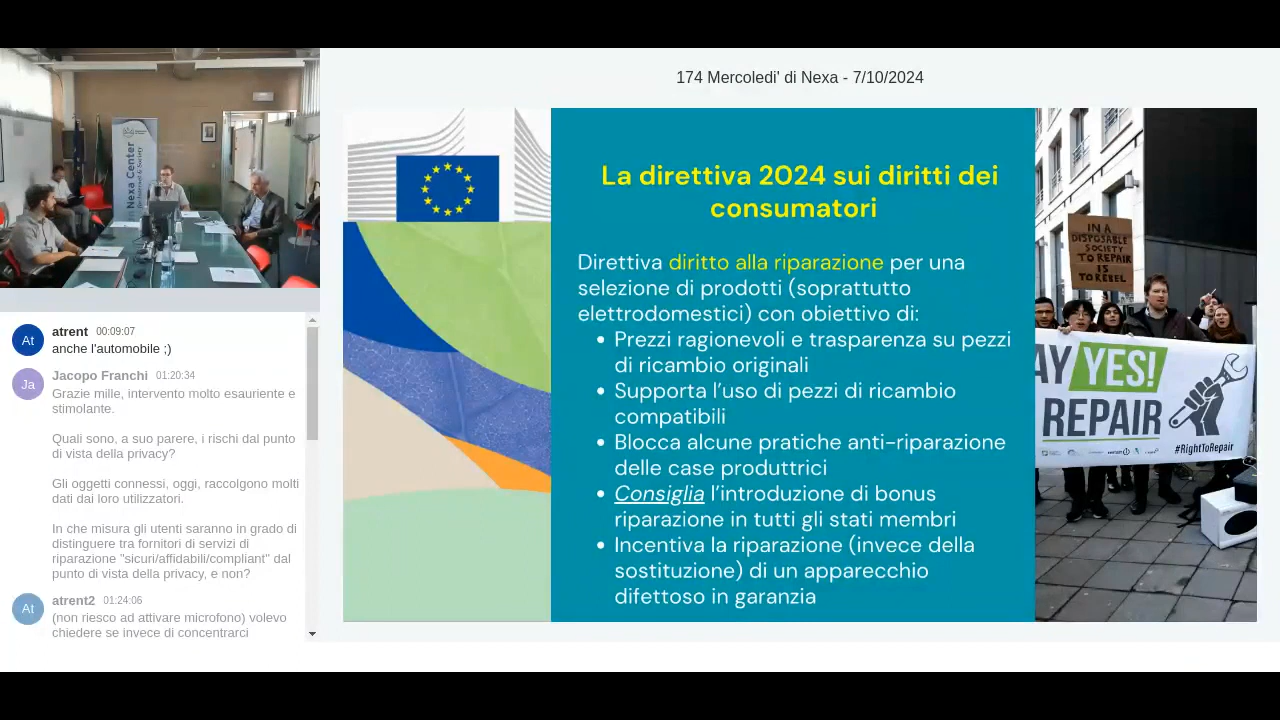 174 Mercoledi' di Nexa - 7/10/2024
Nexa Center
La direttiva 2024 sui diritti dei
consumatori
Direttiva diritto alla riparazione per una
selezione di prodotti (soprattutto
elettrodomestici) con obiettivo di:
• Prezzi ragionevoli e trasparenza su pezzi
di ricambio originali
• Supporta l'uso di pezzi di ricambio
compatibili
• Blocca alcune pratiche anti-riparazione
delle case produttrici
• Consiglia l'introduzione di bonus
riparazione in tutti gli stati membri
• Incentiva la riparazione (invece della
sostituzione) di un apparecchio
difettoso in garanzia
IN A
DISPOSABLE
SOCIETY
TO REPAIR
IS
TO REBEL
AY YES!
REPAIR
#RightToRepair
At
atrent 00:09:07
anche l'automobile ;)
Ja
Jacopo Franchi 01:20:34
Grazie mille, intervento molto esauriente e
stimolante.
Quali sono, a suo parere, i rischi dal punto
di vista della privacy?
Gli oggetti connessi, oggi, raccolgono molti
dati dai loro utilizzatori.
In che misura gli utenti saranno in grado di
distinguere tra fornitori di servizi di
riparazione "sicuri/affidabili/compliant" dal
punto di vista della privacy, e non?
At
atrent2 01:24:06
(non riesco ad attivare microfono) volevo
chiedere se invece di concentrarci